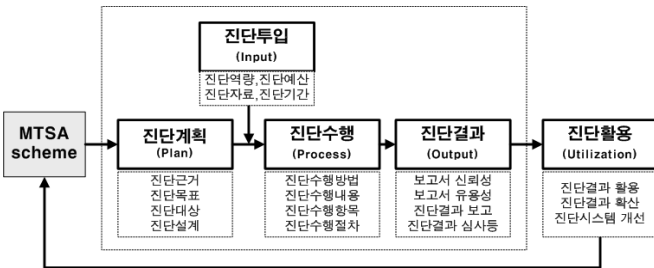 진단투입
(Input)
진단역량,진단예산
진단자료,진단기간
MTSA
scheme
진단계획
(Plan)
진단근거
진단목표
진단대상
진단설계
진단수행
(Process)
진단수행방법
진단수행내용
진단수행항목
진단수행절차
진단결과
(Output)
보고서 신뢰성
보고서 유용성
진단결과 보고
진단결과 심사등
진단활용
(Utilization)
진단결과 활용
진단결과 확산
진단시스템 개선